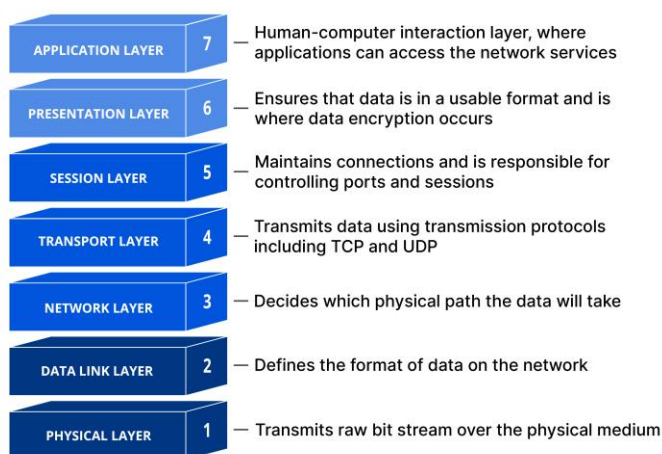 APPLICATION LAYER 7 — Human-computer interaction layer, where
applications can access the network services
PRESENTATION LAYER 6 — Ensures that data is in a usable format and is
where data encryption occurs
SESSION LAYER 5 — Maintains connections and is responsible for
controlling ports and sessions
TRANSPORT LAYER 4 — Transmits data using transmission protocols
including TCP and UDP
NETWORK LAYER 3 — Decides which physical path the data will take
DATA LINK LAYER 2 — Defines the format of data on the network
PHYSICAL LAYER 1 — Transmits raw bit stream over the physical medium